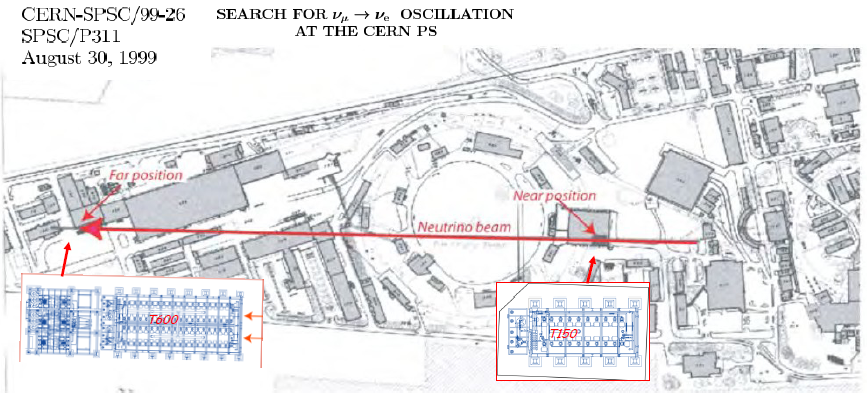 CERN-SPSC/99-26
SPSC/P311
August 30, 1999
SEARCH FOR νμ → νe OSCILLATION
AT THE CERN PS
Far position
Near position
Neutrino beam
T600
T150